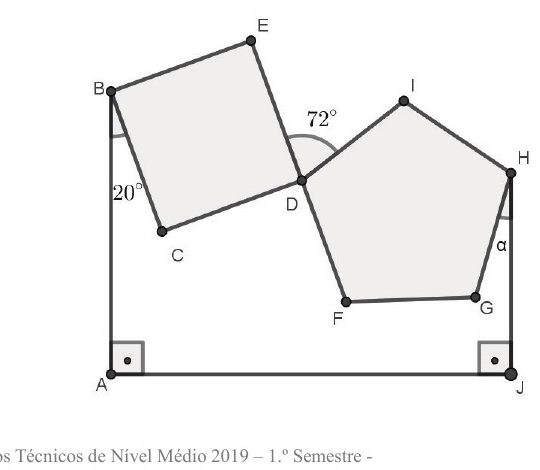 E
B
I
72°
H
20°
D
C
α
F
G
A
J
os Técnicos de Nível Médio 2019 – 1.º Semestre -